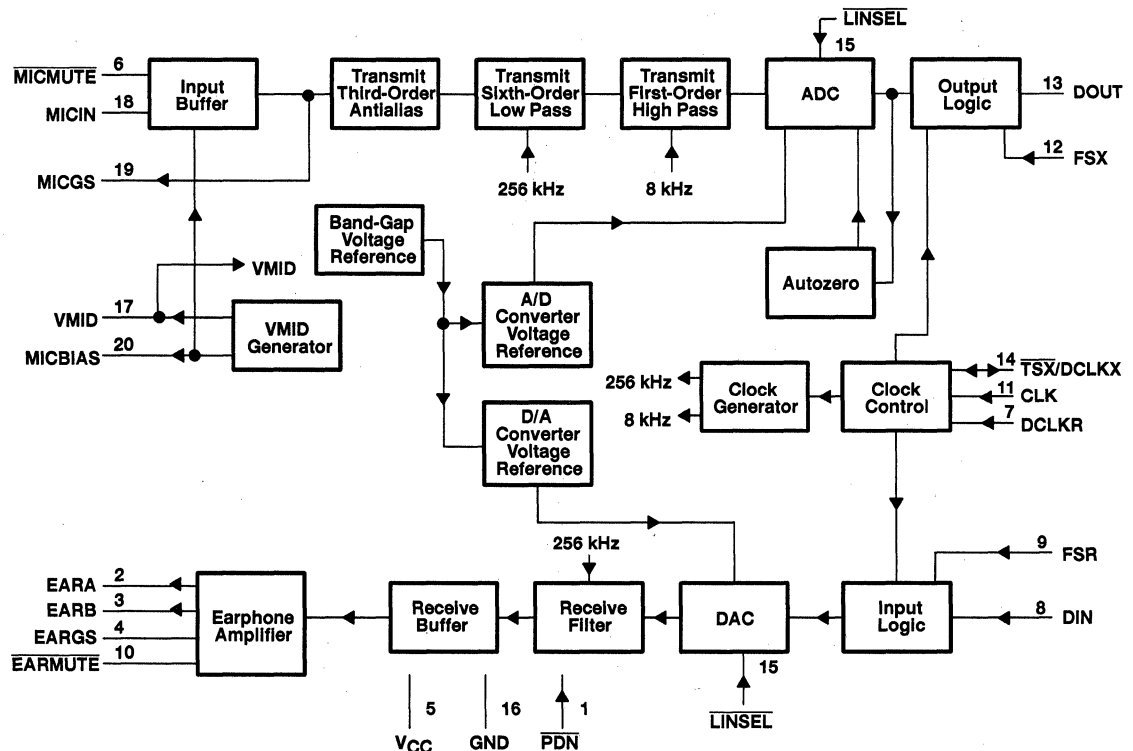 LINSEL
15
MICMUTE
6
MICIN
18
Input
Buffer
Transmit
Third-Order
Antialias
Transmit
Sixth-Order
Low Pass
Transmit
First-Order
High Pass
ADC
Output
Logic
13
DOUT
12
FSX
MICGS
19
256 kHz
8 kHz
Band-Gap
Voltage
Reference
VMID
VMID
17
MICBIAS
20
VMID
Generator
A/D
Converter
Voltage
Reference
Autozero
256 kHz
8 kHz
Clock
Generator
Clock
Control
14
TSX/DCLKX
11
CLK
7
DCLKR
D/A
Converter
Voltage
Reference
256 kHz
9
FSR
EARA
2
EARB
3
EARGS
4
EARMUTE
10
Earphone
Amplifier
Receive
Buffer
Receive
Filter
DAC
Input
Logic
8
DIN
15
LINSEL
5
VCC
16
GND
1
PDN